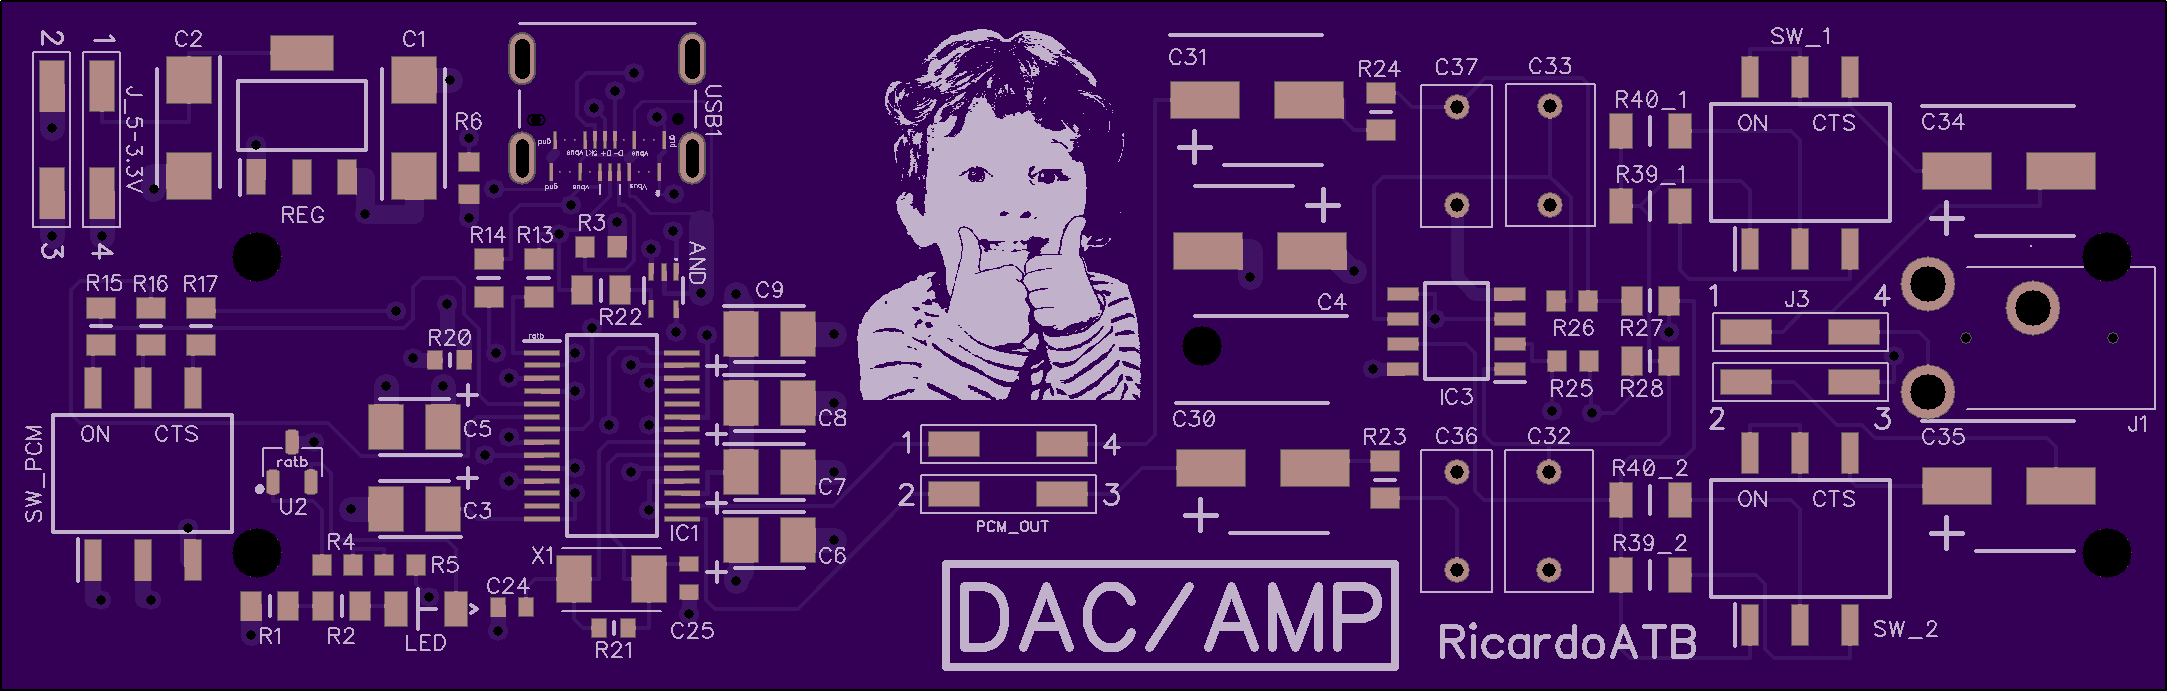 2
1
C2
C1
J_5-3.3V
3
4
REG
R6
USB1
gnd
vbus
D- D+ 5K1
vbus
gnd
gnd
vbus
Vbus
gnd
R14
R13
R3
AND
R22
R15
R16
R17
R20
ratb
C9
C8
C7
C6
C5
C3
SW_PCM
ON
CTS
ratb
U2
IC1
R4
R5
X1
C24
C25
R1
R2
LED
R21
C31
R24
C37
C33
C4
C30
R23
C36
C32
1
4
2
3
PCM_OUT
DAC/AMP
RicardoATB
SW_1
R40_1
ON
CTS
R39_1
C34
R26
R27
R25
R28
IC3
1
J3
4
2
3
J1
C35
R40_2
ON
CTS
R39_2
SW_2